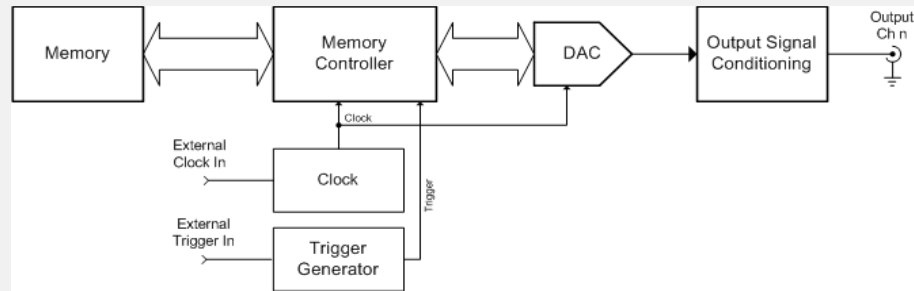 Memory
Memory
Controller
DAC
Output Signal
Conditioning
Output
Ch n
Clock
External
Clock In
Clock
Trigger
External
Trigger In
Trigger
Generator